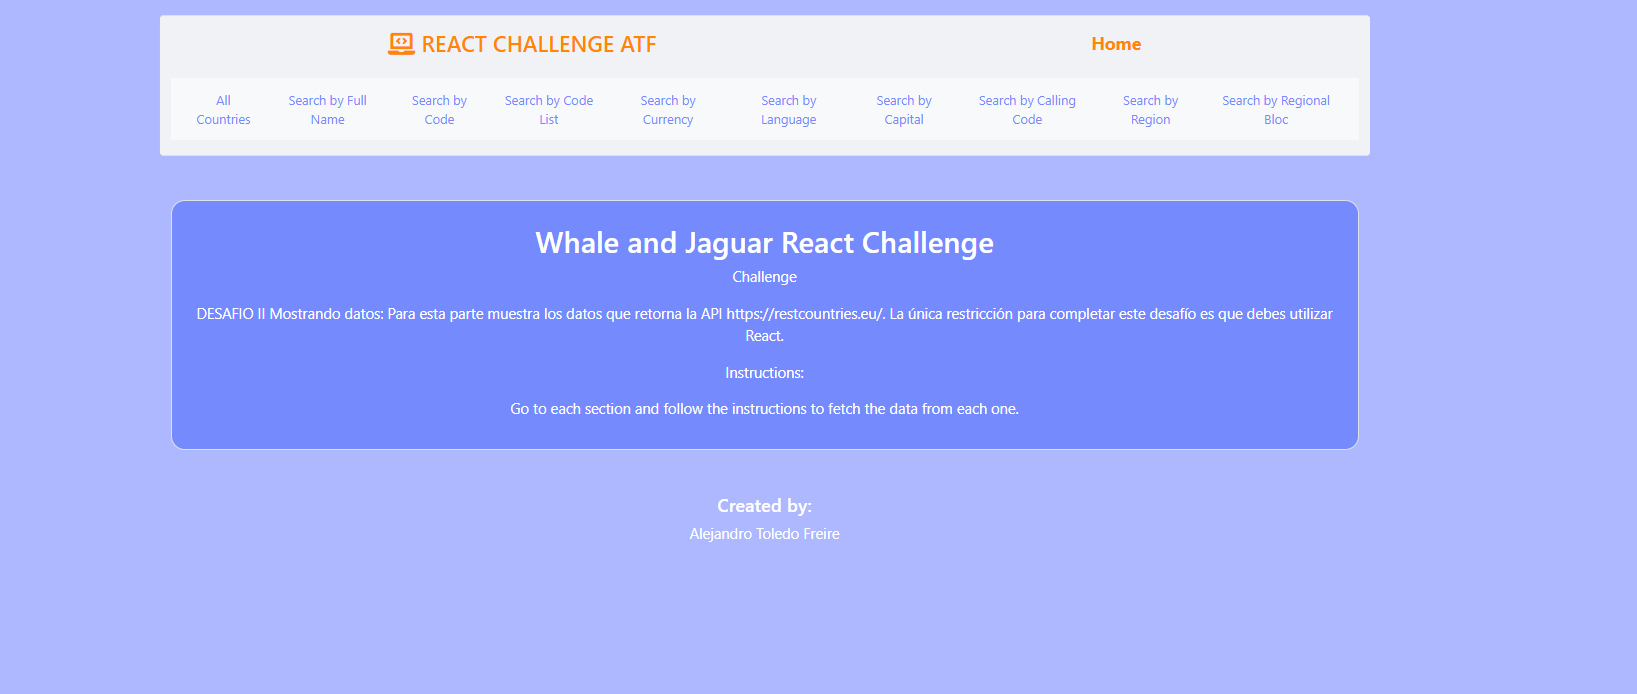 REACT CHALLENGE ATF
Home
All Countries
Search by Full Name
Search by Code
Search by Code List
Search by Currency
Search by Language
Search by Capital
Search by Calling Code
Search by Region
Search by Regional Bloc
Whale and Jaguar React Challenge
Challenge
DESAFIO II Mostrando datos: Para esta parte muestra los datos que retorna la API https://restcountries.eu/. La única restricción para completar este desafío es que debes utilizar
React.
Instructions:
Go to each section and follow the instructions to fetch the data from each one.
Created by:
Alejandro Toledo Freire